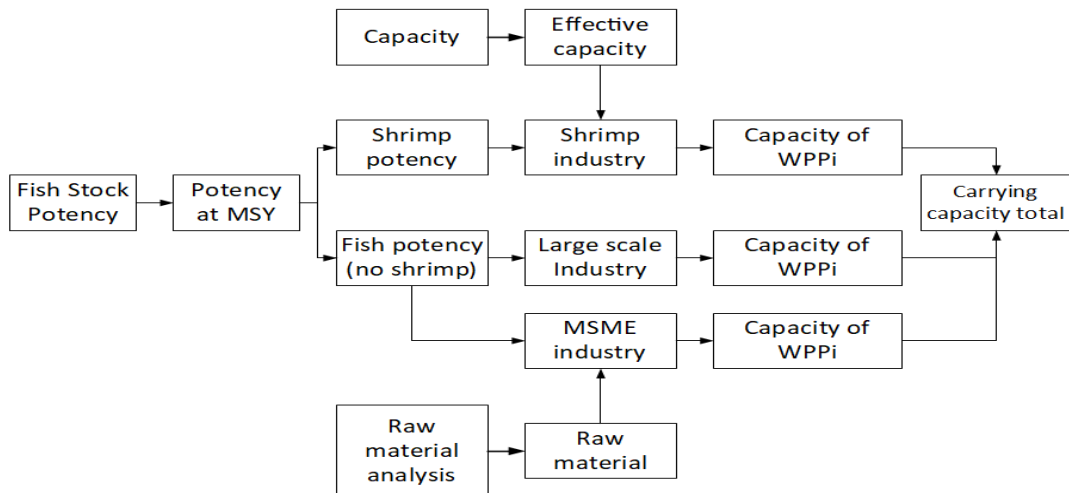 Capacity
Effective
capacity
Shrimp
potency
Shrimp
industry
Capacity of
WPPi
Fish Stock
Potency
Potency
at MSY
Carrying
capacity total
Fish potency
(no shrimp)
Large scale
Industry
Capacity of
WPPi
MSME
industry
Capacity of
WPPi
Raw
material
analysis
Raw
material